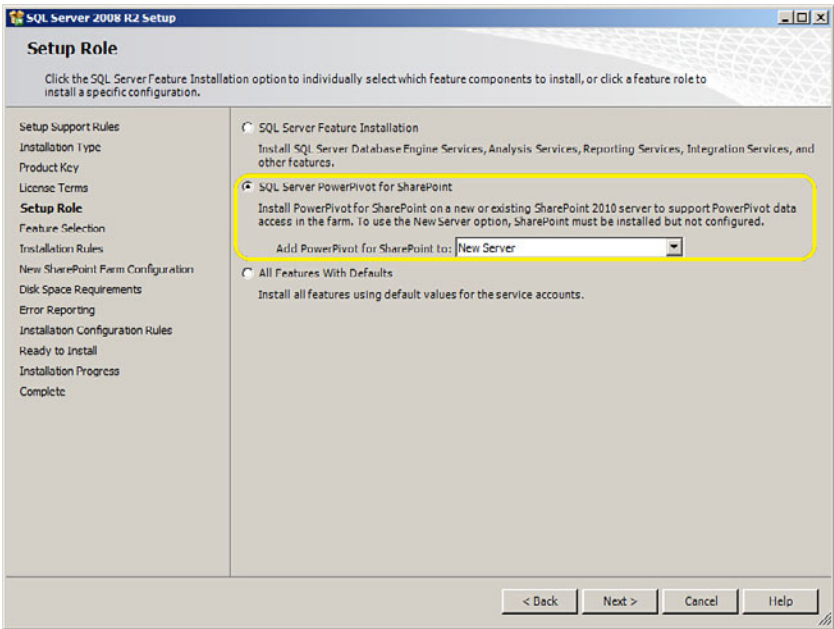 SQL Server 2008 R2 Setup
Setup Role
Click the SQL Server Feature Installation option to individually select which feature components to install, or click a feature role to
install a specific configuration.
Setup Support Rules
Installation Type
Product Key
License Terms
Setup Role
Feature Selection
Installation Rules
New SharePoint Farm Configuration
Disk Space Requirements
Error Reporting
Installation Configuration Rules
Ready to Install
Installation Progress
Complete
SQL Server Feature Installation
Install SQL Server Database Engine Services, Analysis Services, Reporting Services, Integration Services, and
other features.
SQL Server PowerPivot for SharePoint
Install PowerPivot for SharePoint on a new or existing SharePoint 2010 server to support PowerPivot data
access in the farm. To use the New Server option, SharePoint must be installed but not configured.
Add PowerPivot for SharePoint to: New Server
All Features With Defaults
Install all features using default values for the service accounts.
< Back Next > Cancel Help